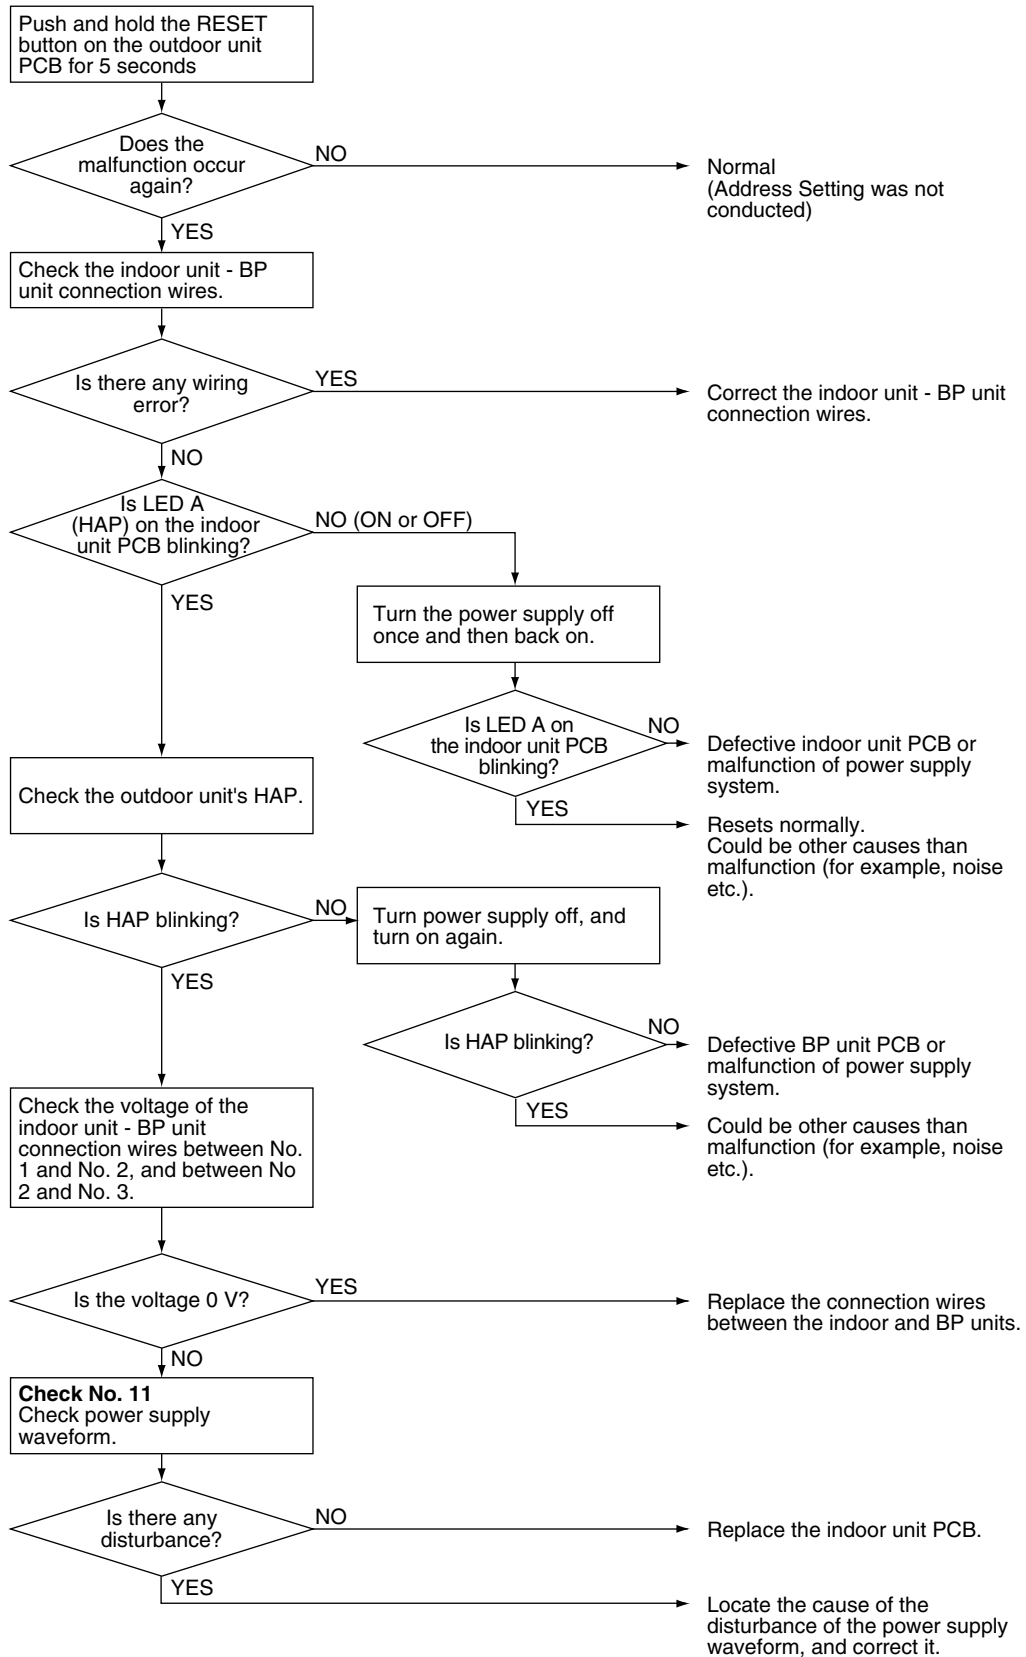 Push and hold the RESET
button on the outdoor unit
PCB for 5 seconds
Does the
malfunction occur
again?
NO
Normal
(Address Setting was not
conducted)
YES
Check the indoor unit - BP
unit connection wires.
Is there any wiring
error?
YES
Correct the indoor unit - BP unit
connection wires.
NO
Is LED A
(HAP) on the indoor
unit PCB blinking?
NO (ON or OFF)
YES
Turn the power supply off
once and then back on.
Is LED A on
the indoor unit PCB
blinking?
NO
Defective indoor unit PCB or
malfunction of power supply
system.
YES
Resets normally.
Could be other causes than
malfunction (for example, noise
etc.).
Check the outdoor unit's HAP.
Is HAP blinking?
NO
Turn power supply off, and
turn on again.
YES
Is HAP blinking?
NO
Defective BP unit PCB or
malfunction of power supply
system.
YES
Could be other causes than
malfunction (for example, noise
etc.).
Check the voltage of the
indoor unit - BP unit
connection wires between No.
1 and No. 2, and between No
2 and No. 3.
Is the voltage 0 V?
YES
Replace the connection wires
between the indoor and BP units.
NO
Check No. 11
Check power supply
waveform.
Is there any
disturbance?
NO
Replace the indoor unit PCB.
YES
Locate the cause of the
disturbance of the power supply
waveform, and correct it.